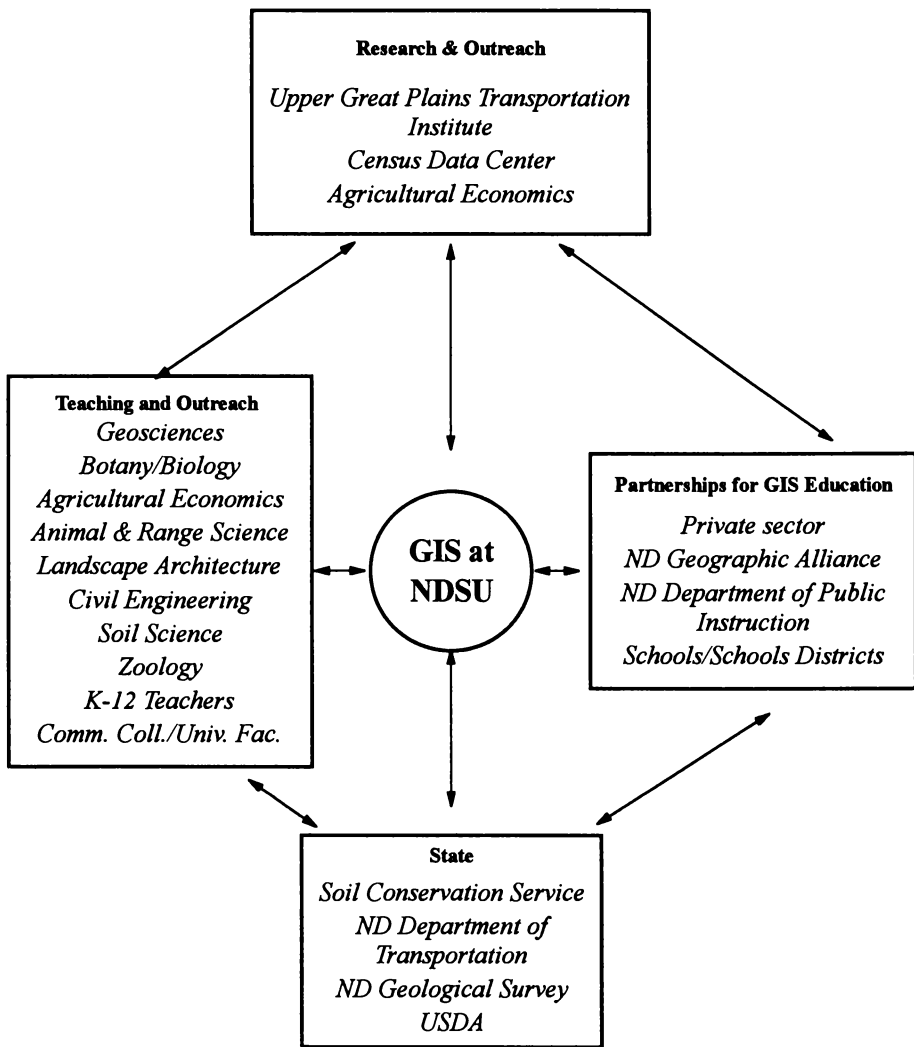 Research & Outreach
Upper Great Plains Transportation
Institute
Census Data Center
Agricultural Economics
Teaching and Outreach
Geosciences
Botany/Biology
Agricultural Economics
Animal & Range Science
Landscape Architecture
Civil Engineering
Soil Science
Zoology
K-12 Teachers
Comm. Coll./Univ. Fac.
GIS at
NDSU
Partnerships for GIS Education
Private sector
ND Geographic Alliance
ND Department of Public
Instruction
Schools/Schools Districts
State
Soil Conservation Service
ND Department of
Transportation
ND Geological Survey
USDA